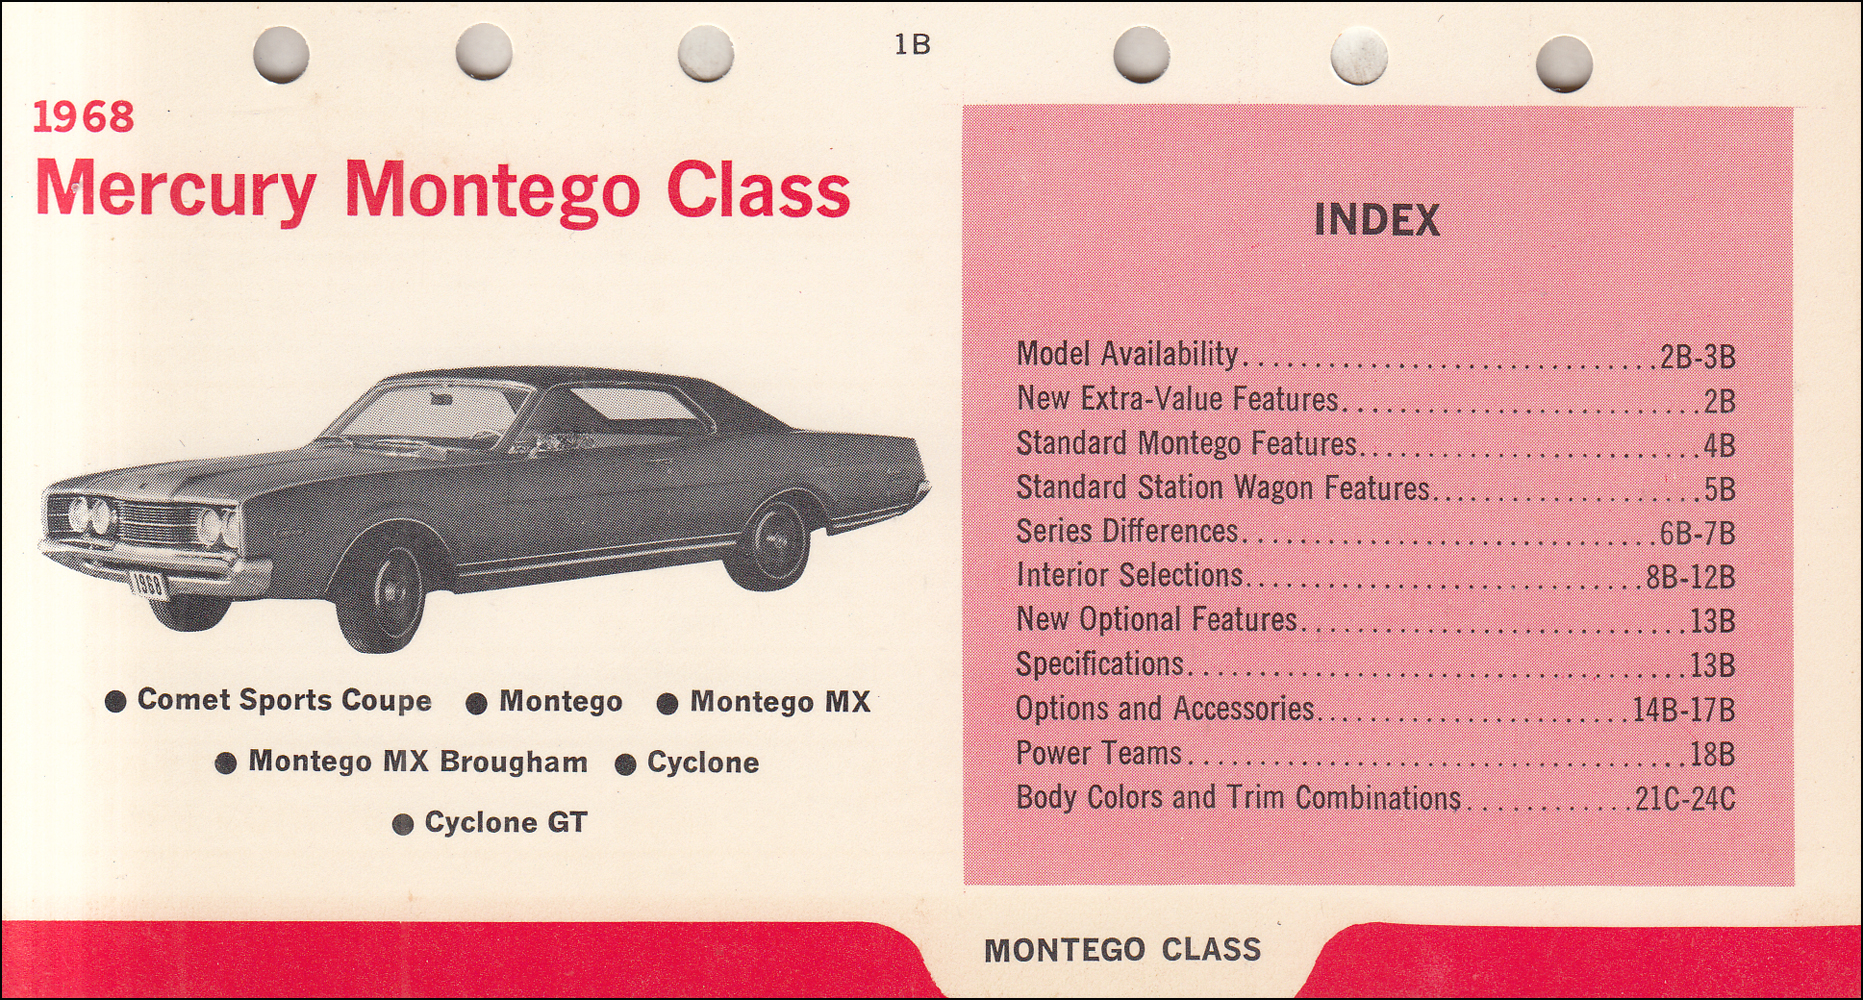 1B
1968
Mercury Montego Class
1968
● Comet Sports Coupe ● Montego ● Montego MX
● Montego MX Brougham ● Cyclone
● Cyclone GT
INDEX
Model Availability..............................2B-3B
New Extra-Value Features..........................2B
Standard Montego Features.........................4B
Standard Station Wagon Features....................5B
Series Differences..............................6B-7B
Interior Selections.............................8B-12B
New Optional Features............................13B
Specifications....................................13B
Options and Accessories.......................14B-17B
Power Teams....................................18B
Body Colors and Trim Combinations............21C-24C
MONTEGO CLASS